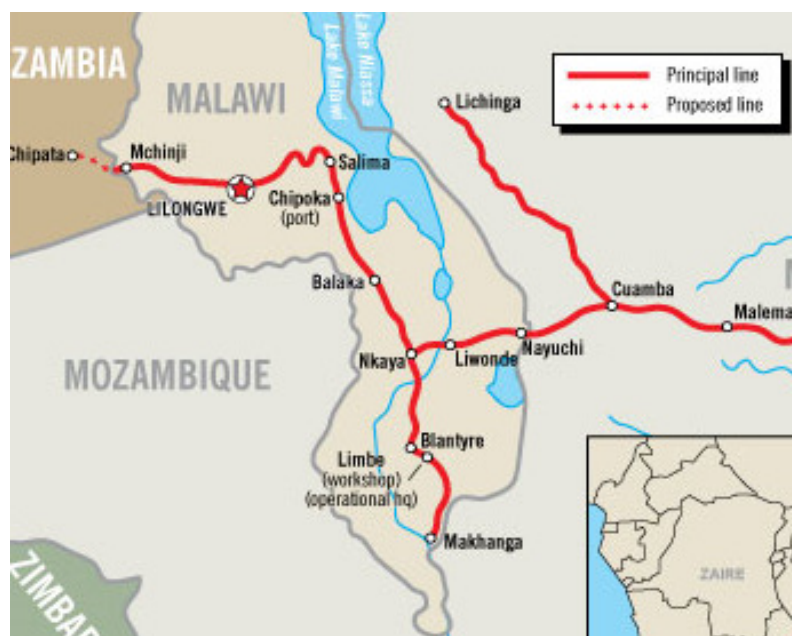 ZAMBIA
MALAWI
Lake Malawi
Lake Niassa
Lichinga
Principal line
Proposed line
Chipata
Mchinji
Salima
LILONGWE
Chipoka
(port)
Balaka
Cuamba
Malema
MOZAMBIQUE
Nkaya
Liwonde
Nayuchi
Blantyre
Limbe
(workshop)
(operational hq)
Makhanga
ZIMBAB
ZAIRE